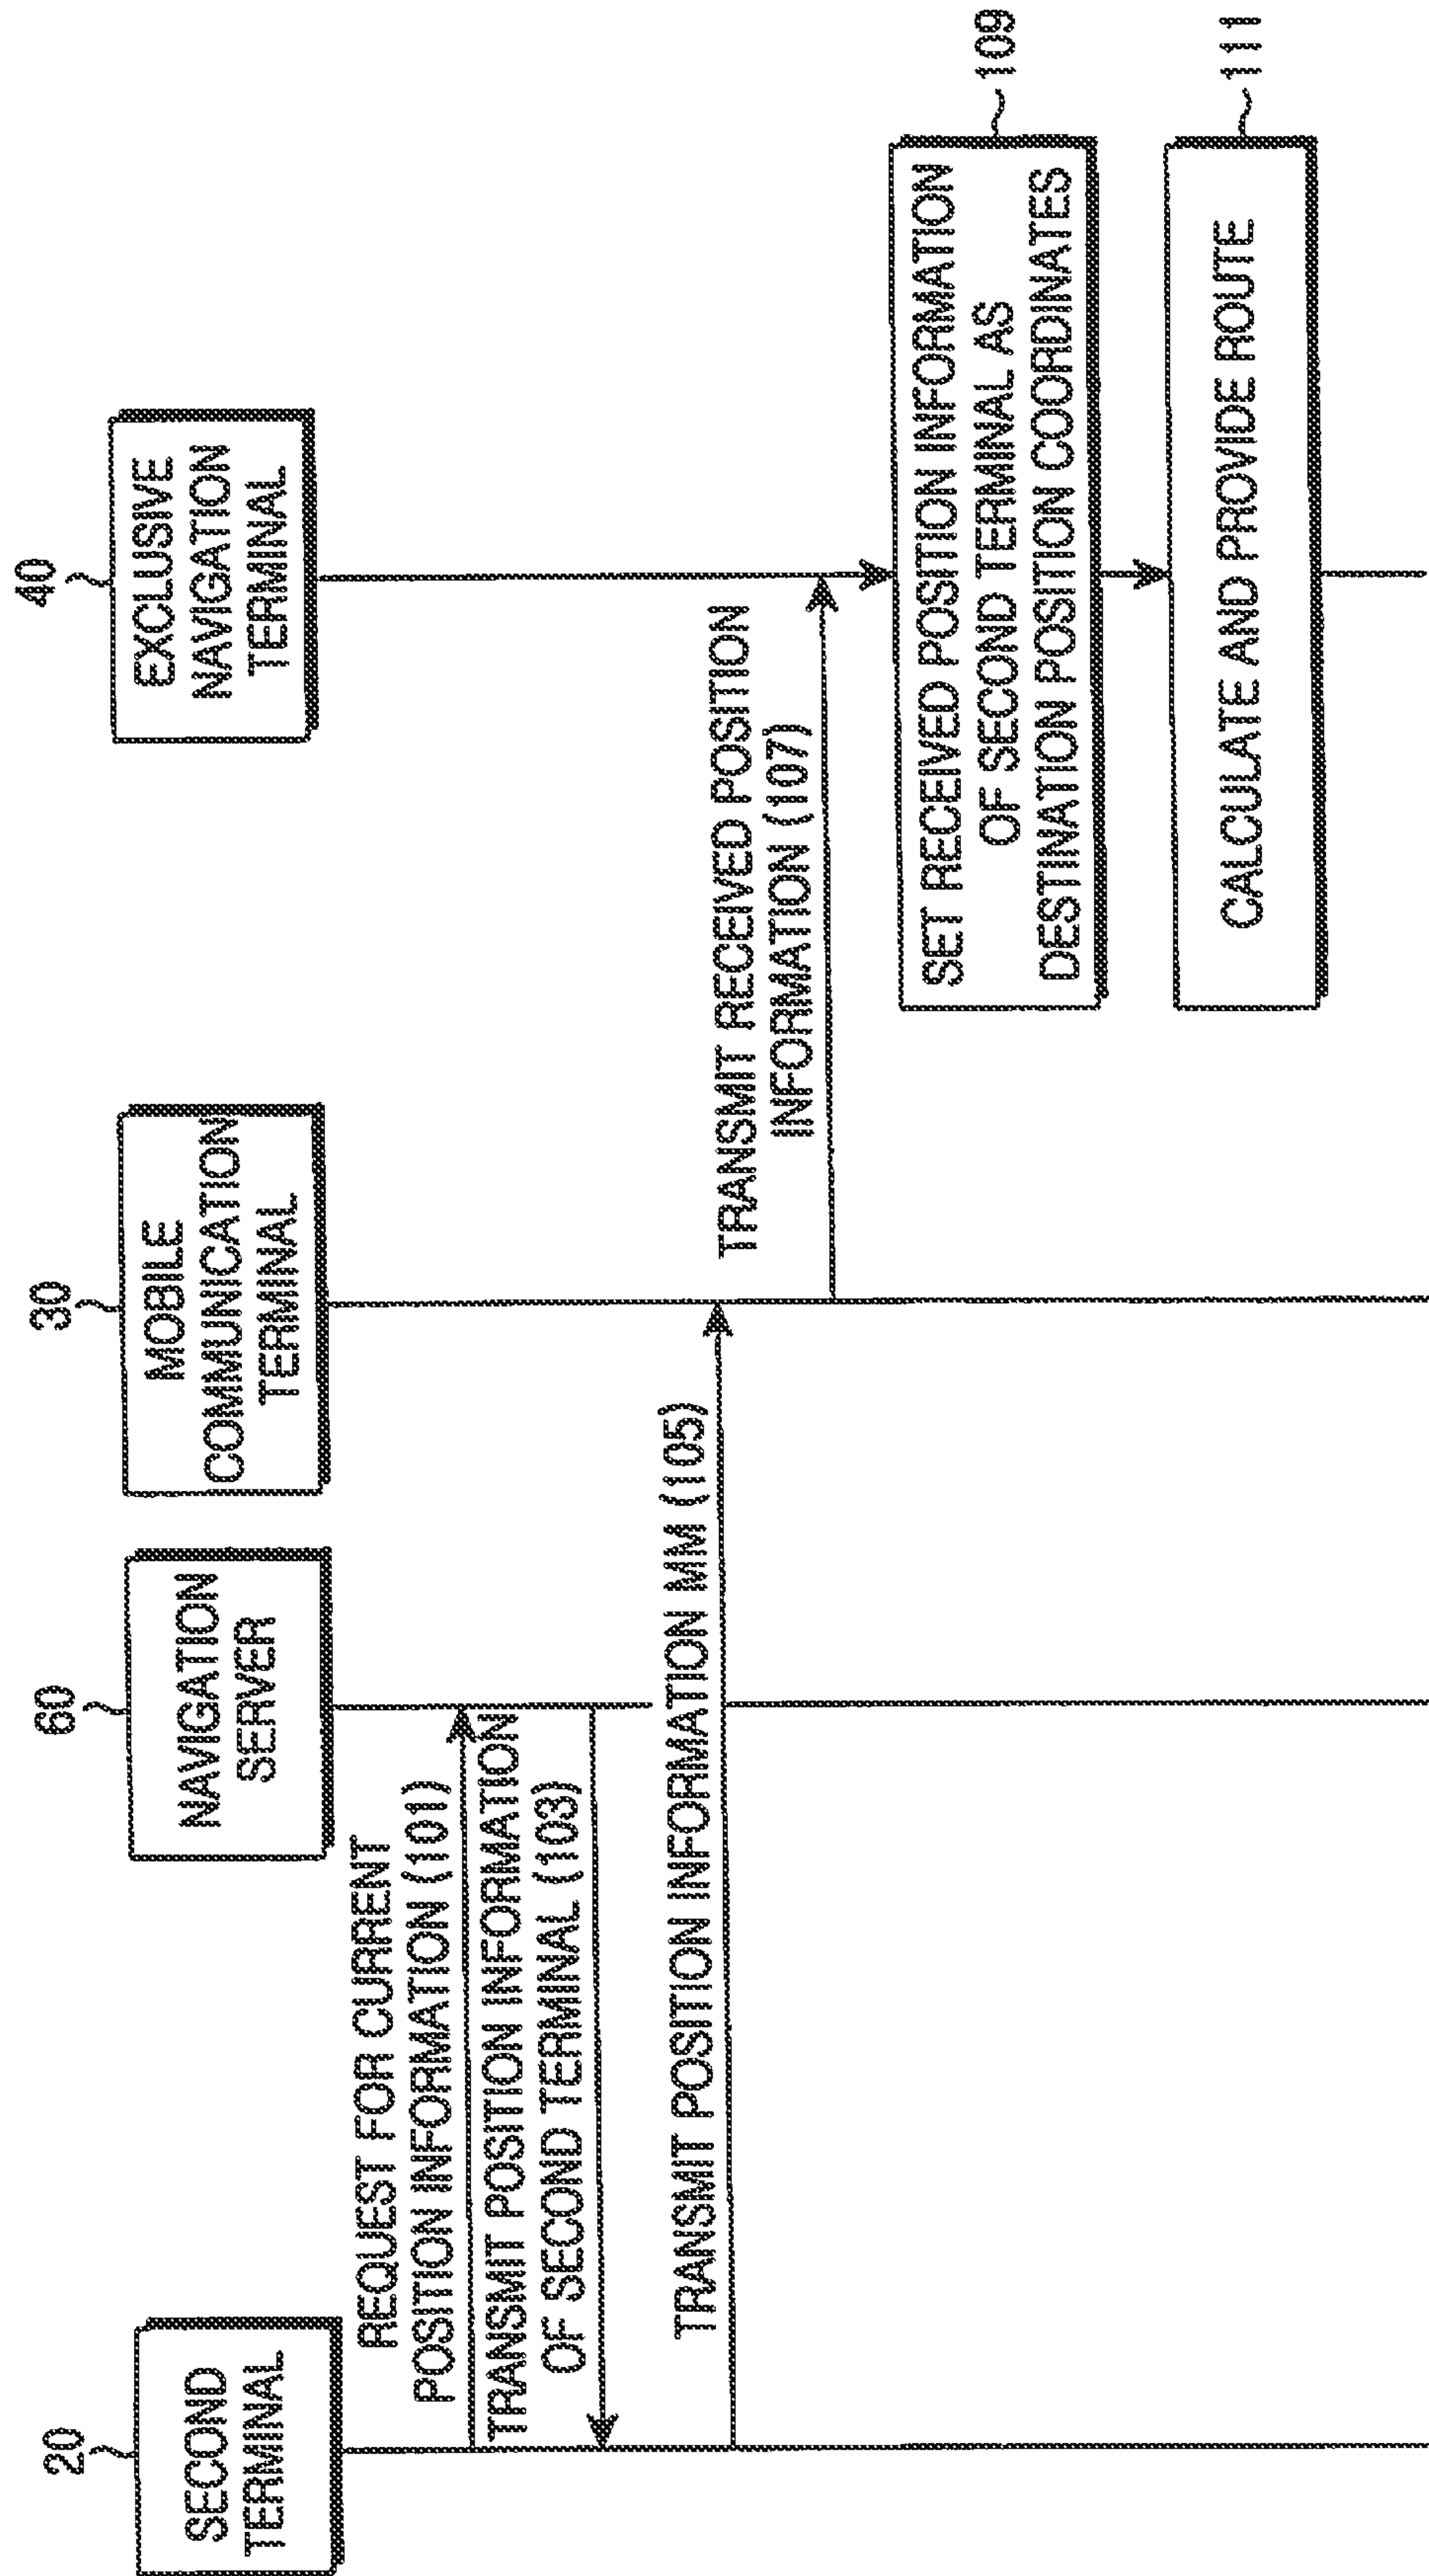 20
SECOND
TERMINAL
60
NAVIGATION
SERVER
30
MOBILE
COMMUNICATION
TERMINAL
40
EXCLUSIVE
NAVIGATION
TERMINAL
REQUEST FOR CURRENT
POSITION INFORMATION (101)
TRANSMIT POSITION INFORMATION
OF SECOND TERMINAL (103)
TRANSMIT POSITION INFORMATION MM (105)
TRANSMIT RECEIVED POSITION
INFORMATION (107)
SET RECEIVED POSITION INFORMATION
OF SECOND TERMINAL AS
DESTINATION POSITION COORDINATES
109
CALCULATE AND PROVIDE ROUTE
111